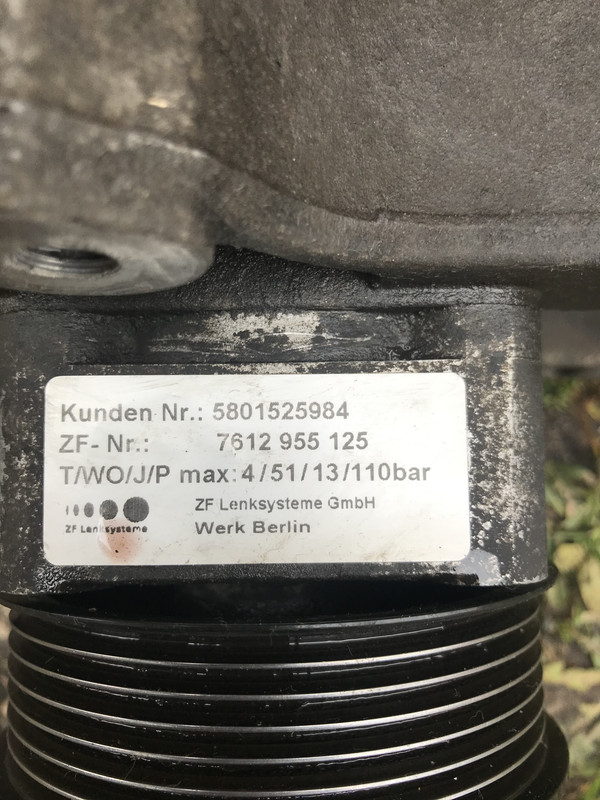 Kunden Nr.: 5801525984
ZF- Nr.: 7612 955 125
T/WO/J/P max: 4/51/13/110bar
ZF Lenksysteme GmbH
ZF Lenksysteme
Werk Berlin